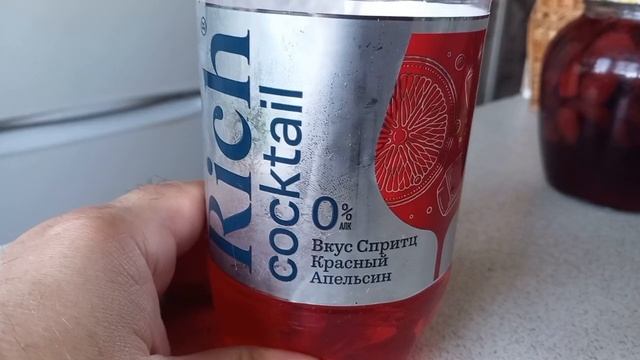 Rich
cocktail
0%
АЛК
Вкус Спритц
Красный
Апельсин